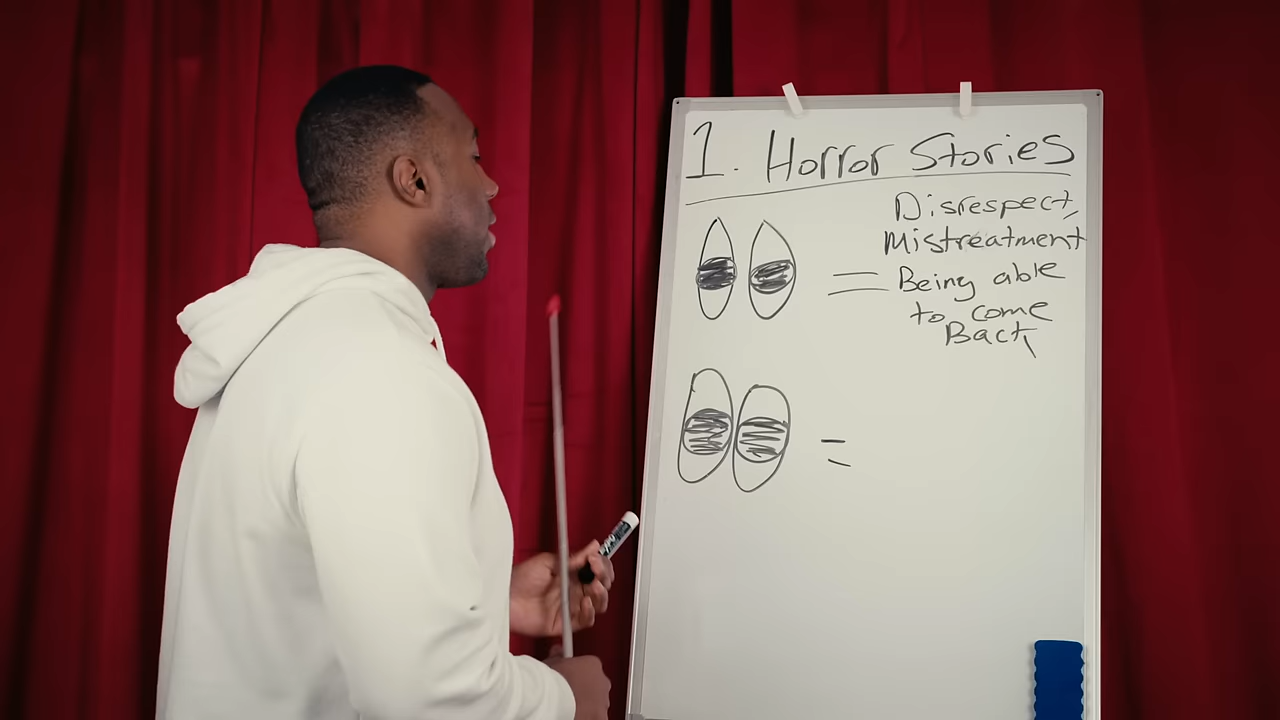 1. Horror Stories
Disrespect,
Mistreatment
= Being able
to come
Back,
=